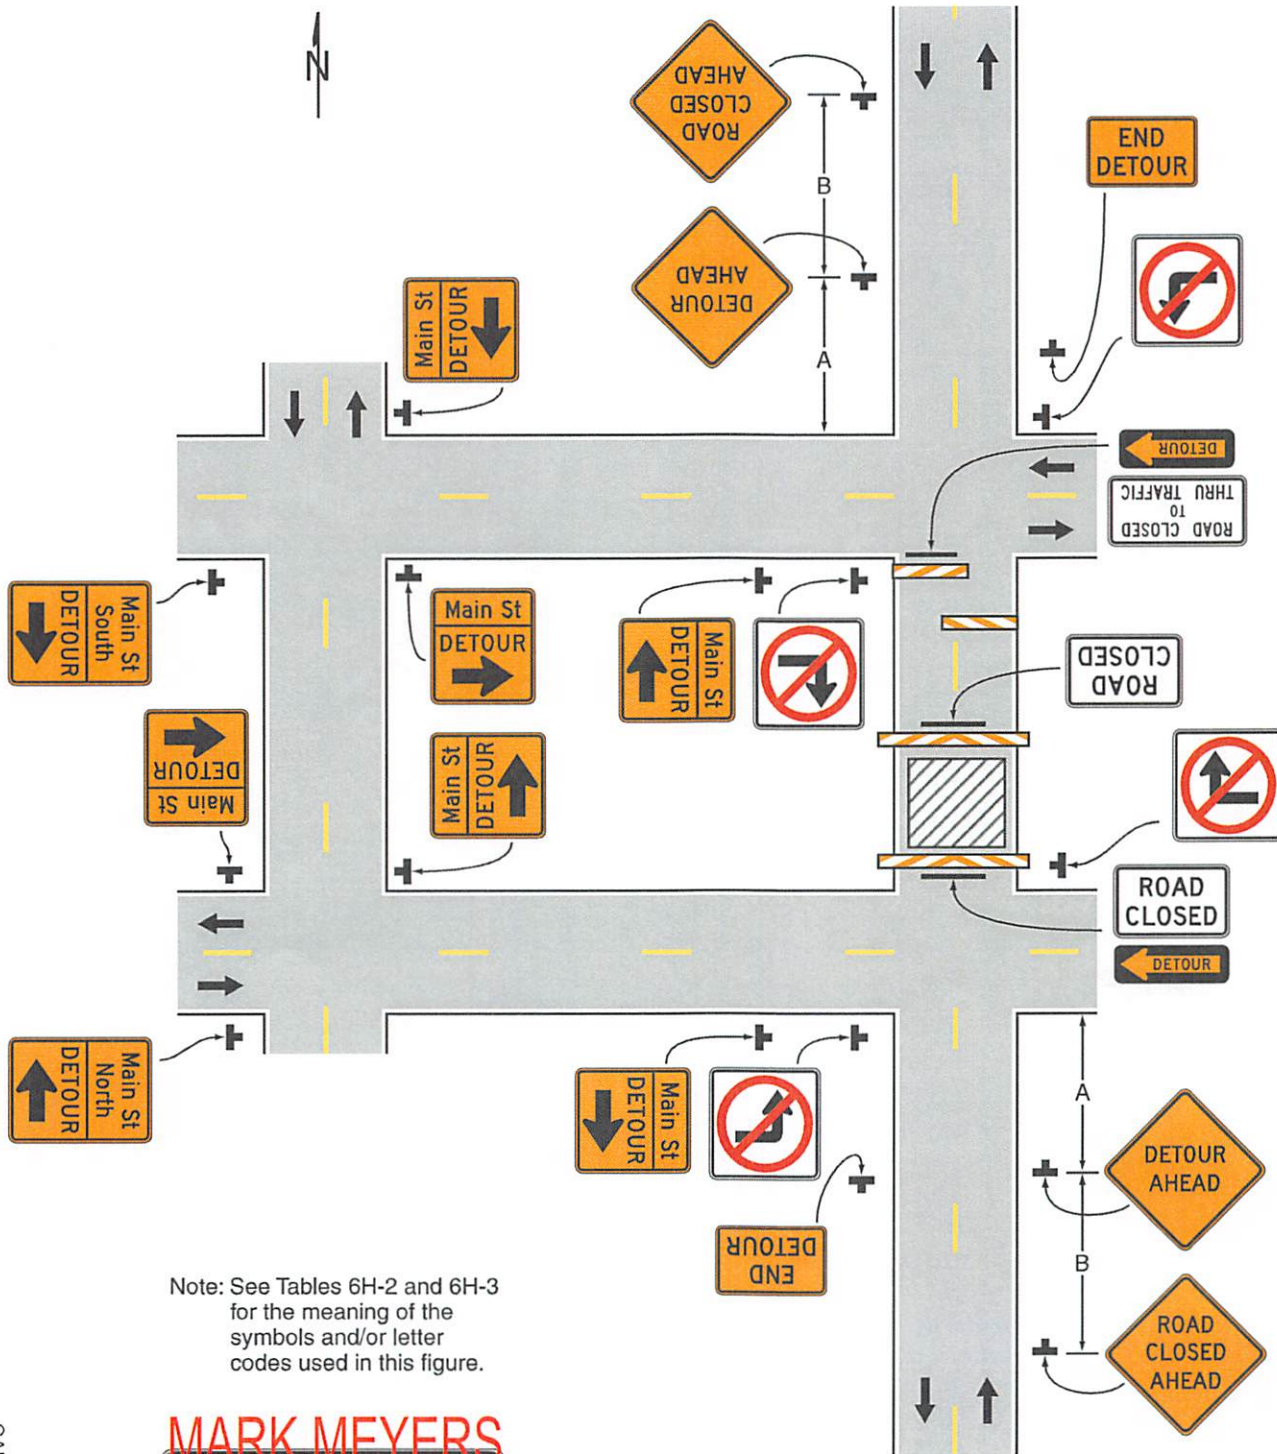 N
ROAD
CLOSED
AHEAD
B
DETOUR
AHEAD
A
END
DETOUR
Main St
DETOUR
DETOUR
ROAD CLOSED
TO
THRU TRAFFIC
Main St
South
DETOUR
Main St
DETOUR
Main St
DETOUR
ROAD
CLOSED
Main St
DETOUR
Main St
DETOUR
ROAD
CLOSED
DETOUR
Main St
North
DETOUR
Main St
DETOUR
A
DETOUR
AHEAD
B
END
DETOUR
ROAD
CLOSED
AHEAD
Note: See Tables 6H-2 and 6H-3
for the meaning of the
symbols and/or letter
codes used in this figure.
MARK MEYERS